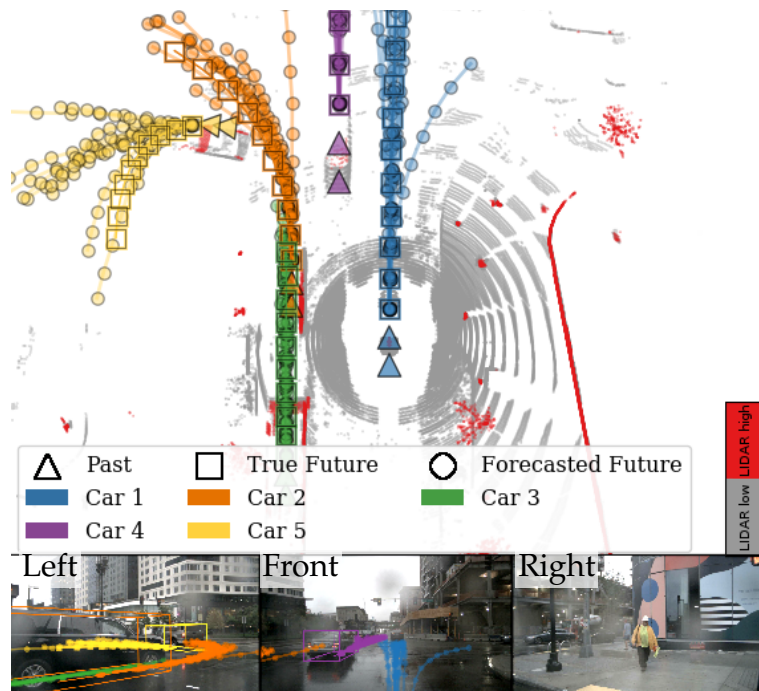 LIDAR high
LIDAR low
Past
True Future
Forecasted Future
Car 1
Car 2
Car 3
Car 4
Car 5
Left
Front
Right